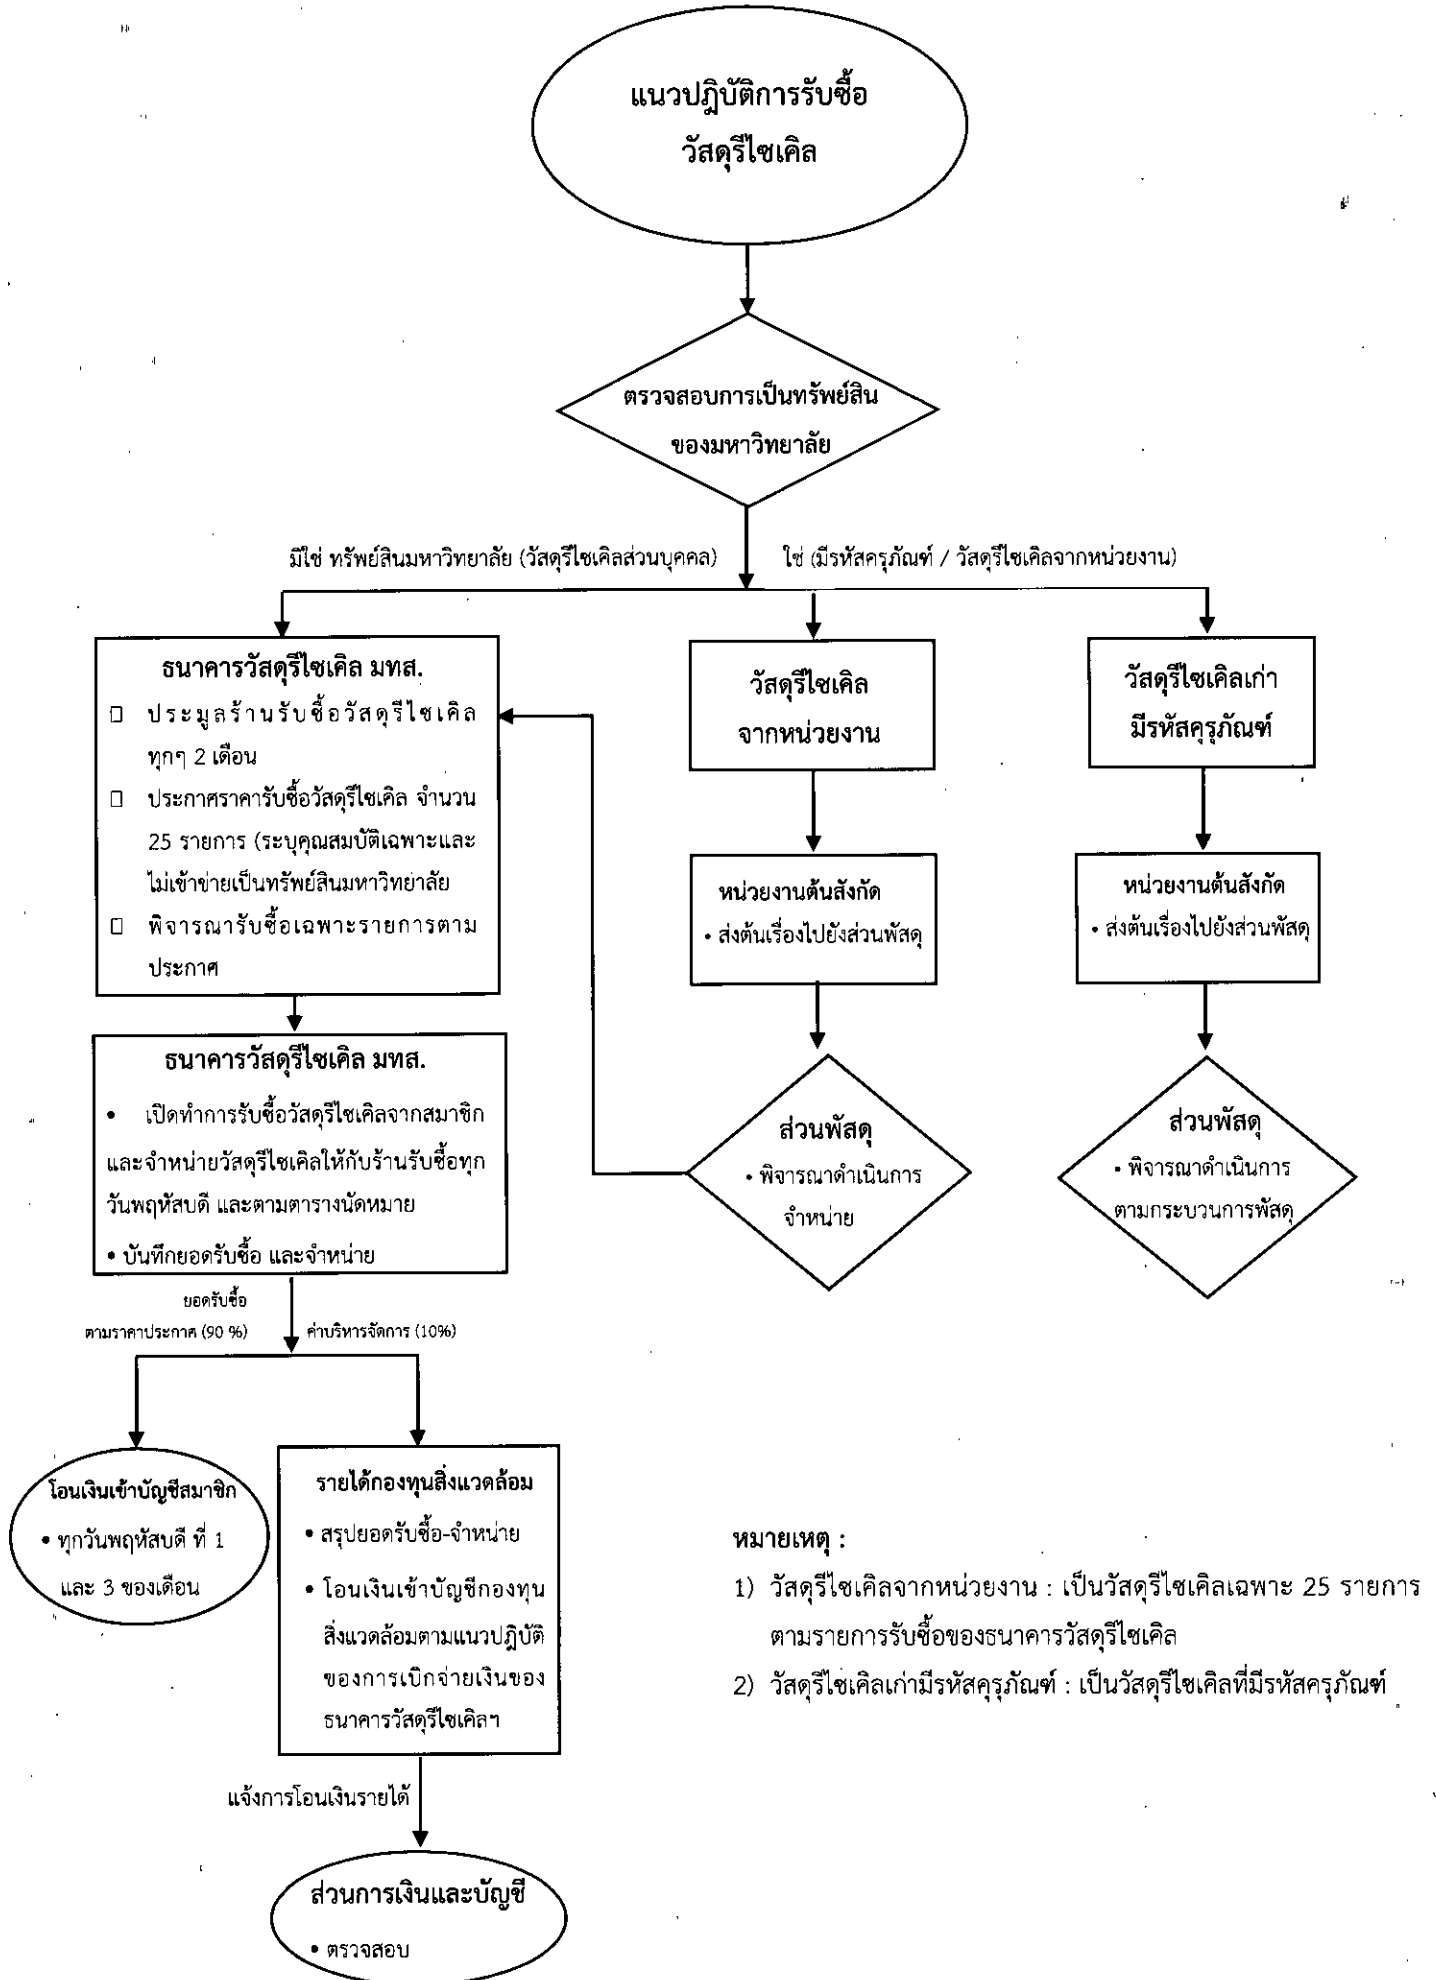 แนวปฏิบัติการรับซื้อ
วัสดุรีไซเคิล
ตรวจสอบการเป็นทรัพย์สิน
ของมหาวิทยาลัย
มิใช่ ทรัพย์สินมหาวิทยาลัย (วัสดุรีไซเคิลส่วนบุคคล)
ใช่ (มีรหัสครุภัณฑ์ / วัสดุรีไซเคิลจากหน่วยงาน)
ธนาคารวัสดุรีไซเคิล มทส.
□ ประมูลร้านรับซื้อวัสดุรีไซเคิล
ทุกๆ 2 เดือน
□ ประกาศราคารับซื้อวัสดุรีไซเคิล จำนวน
25 รายการ (ระบุคุณสมบัติเฉพาะและ
ไม่เข้าข่ายเป็นทรัพย์สินมหาวิทยาลัย
□ พิจารณารับซื้อเฉพาะรายการตาม
ประกาศ
วัสดุรีไซเคิล
จากหน่วยงาน
วัสดุรีไซเคิลเก่า
มีรหัสคุรุภัณฑ์
หน่วยงานต้นสังกัด
• ส่งต้นเรื่องไปยังส่วนพัสดุ
หน่วยงานต้นสังกัด
• ส่งต้นเรื่องไปยังส่วนพัสดุ
ธนาคารวัสดุรีไซเคิล มทส.
• เปิดทำการรับซื้อวัสดุรีไซเคิลจากสมาชิก
และจำหน่ายวัสดุรีไซเคิลให้กับร้านรับซื้อทุก
วันพฤหัสบดี และตามตารางนัดหมาย
• บันทึกยอดรับซื้อ และจำหน่าย
ส่วนพัสดุ
• พิจารณาดำเนินการ
จำหน่าย
ส่วนพัสดุ
• พิจารณาดำเนินการ
ตามกระบวนการพัสดุ
ยอดรับซื้อ
ตามราคาประกาศ (90 %)
ค่าบริหารจัดการ (10%)
โอนเงินเข้าบัญชีสมาชิก
• ทุกวันพฤหัสบดี ที่ 1
และ 3 ของเดือน
รายได้กองทุนสิ่งแวดล้อม
• สรุปยอดรับซื้อ-จำหน่าย
• โอนเงินเข้าบัญชีกองทุน
สิ่งแวดล้อมตามแนวปฏิบัติ
ของการเบิกจ่ายเงินของ
ธนาคารวัสดุรีไซเคิลฯ
หมายเหตุ :
1) วัสดุรีไซเคิลจากหน่วยงาน : เป็นวัสดุรีไซเคิลเฉพาะ 25 รายการ
ตามรายการรับซื้อของธนาคารวัสดุรีไซเคิล
2) วัสดุรีไซเคิลเก่ามีรหัสคุรุภัณฑ์ : เป็นวัสดุรีไซเคิลที่มีรหัสครุภัณฑ์
แจ้งการโอนเงินรายได้
ส่วนการเงินและบัญชี
• ตรวจสอบ